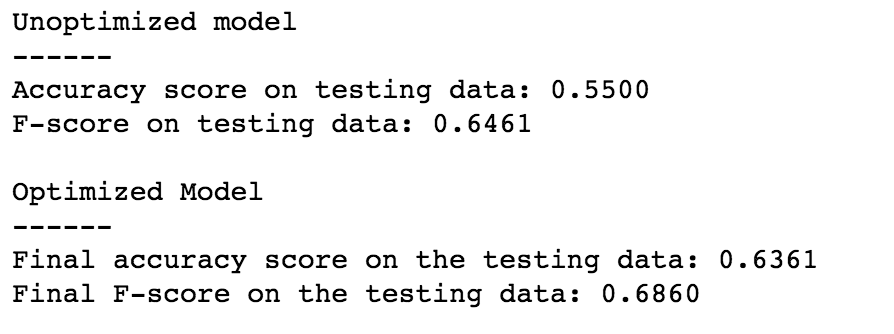 Unoptimized model
------
Accuracy score on testing data: 0.5500
F-score on testing data: 0.6461
Optimized Model
------
Final accuracy score on the testing data: 0.6361
Final F-score on the testing data: 0.6860